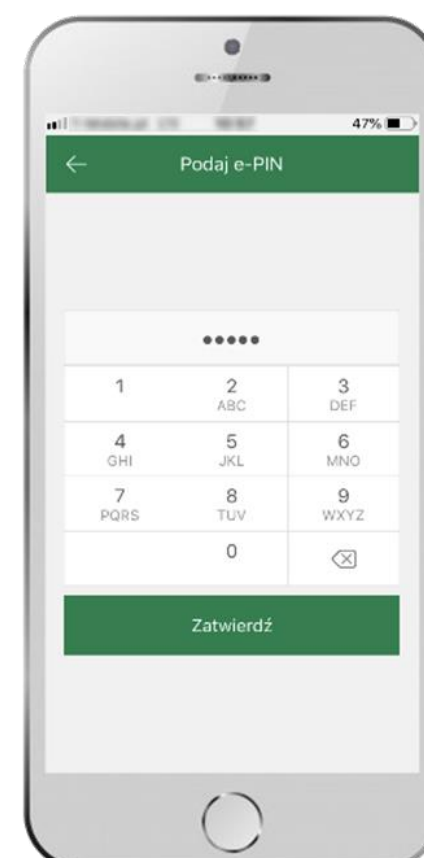 47%
Podaj e-PIN
•••••
1 2 3
ABC DEF
4 5 6
GHI JKL MNO
7 8 9
PQRS TUV WXYZ
0
Zatwierdź